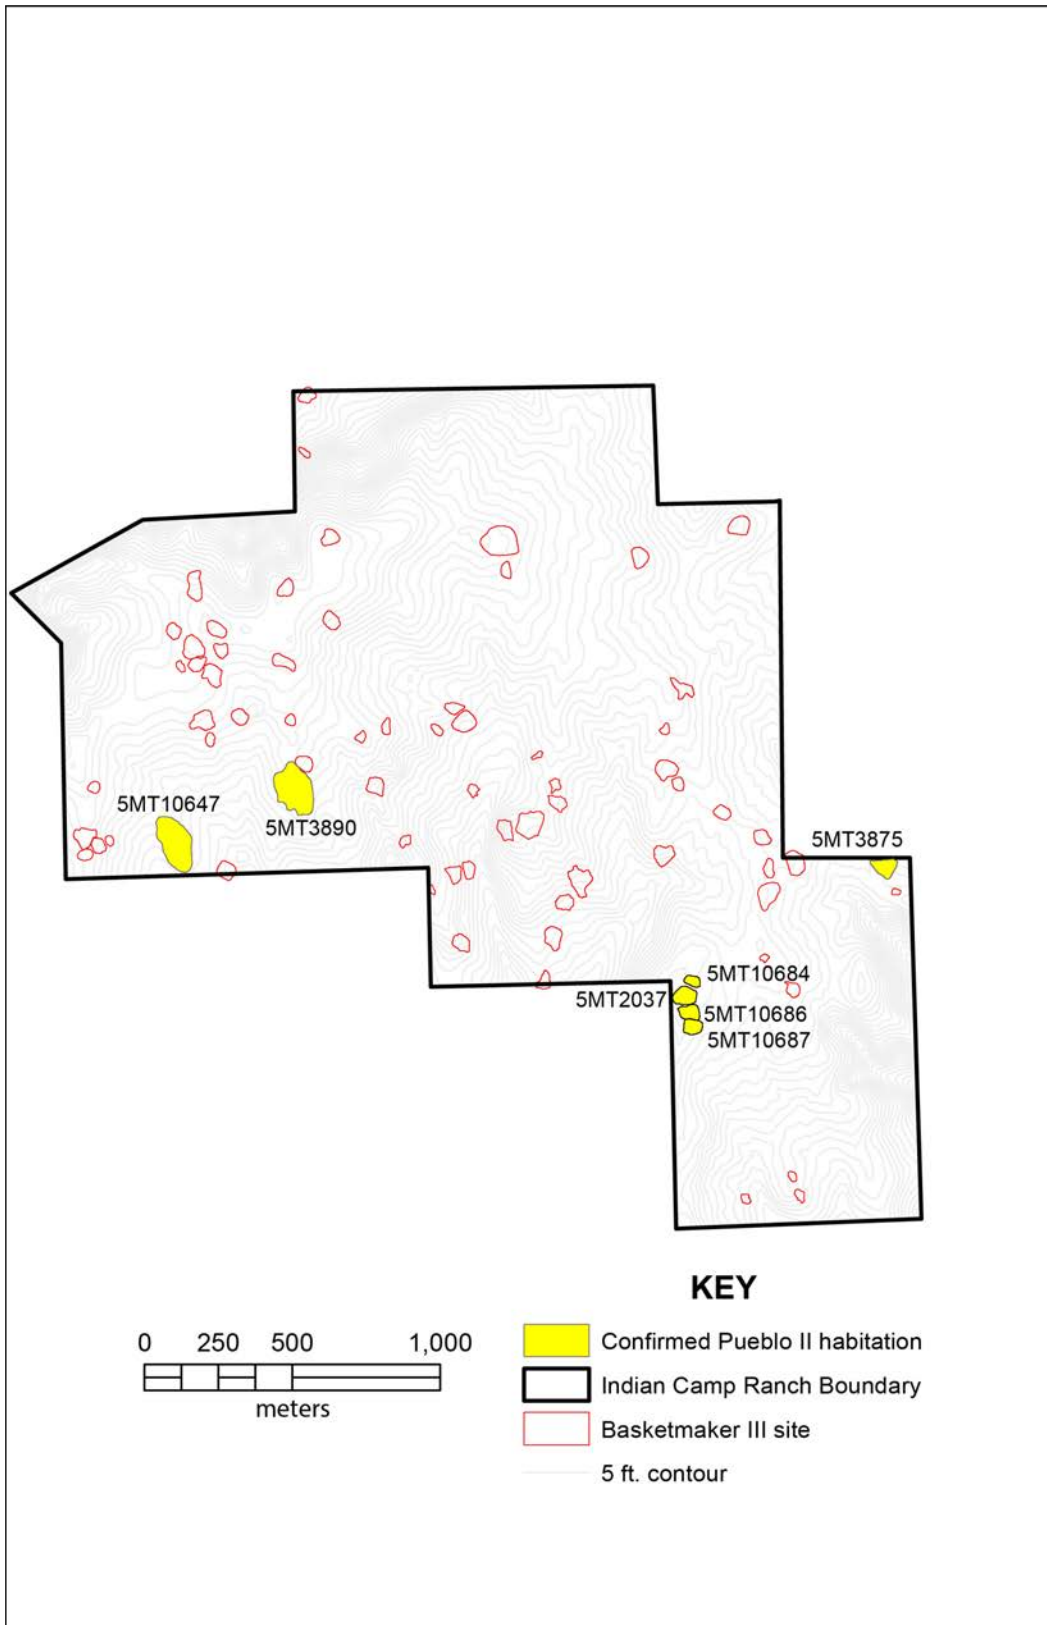 5MT10647
5MT3890
5MT3875
5MT10684
5MT2037
5MT10686
5MT10687
KEY
0 250 500 1,000
meters
Confirmed Pueblo II habitation
Indian Camp Ranch Boundary
Basketmaker III site
5 ft. contour